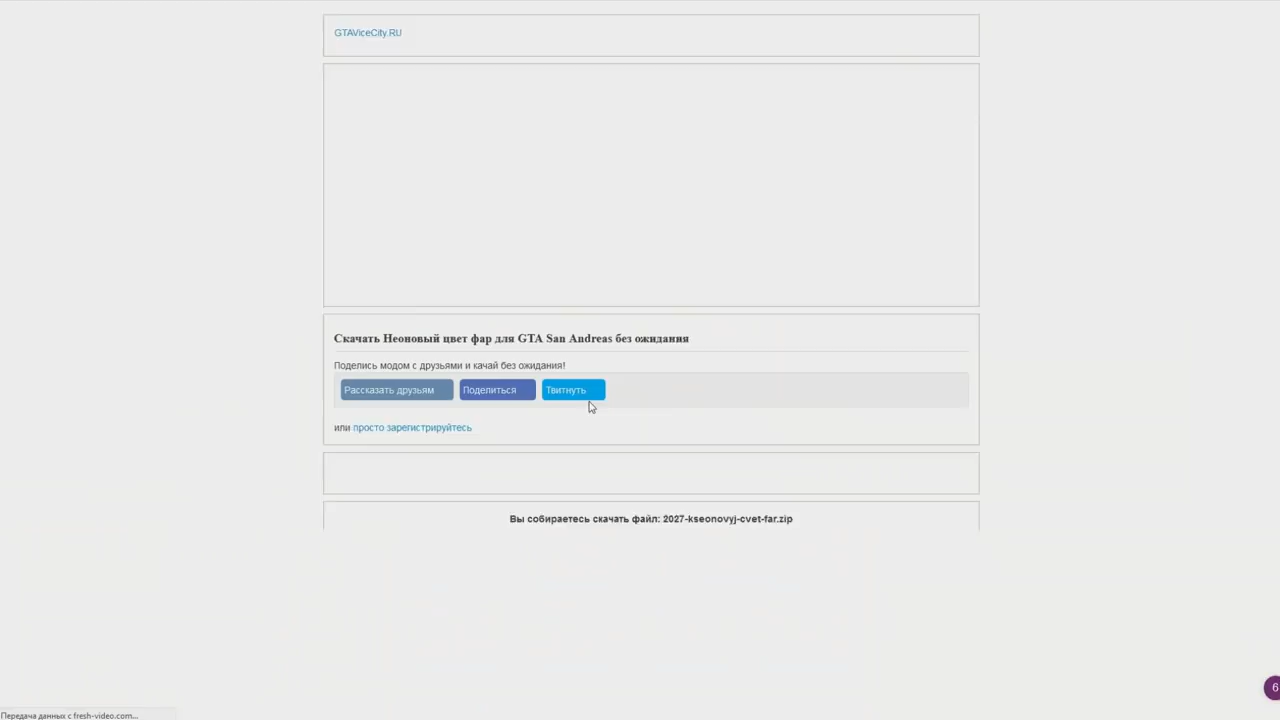 GTAViceCity.RU
Скачать Неоновый цвет фар для GTA San Andreas без ожидания
Поделись модом с друзьями и качай без ожидания!
Рассказать друзьям Поделиться Твитнуть
или просто зарегистрируйтесь
Вы собираетесь скачать файл: 2027-kseonovyj-cvet-far.zip
6
Передача данных с fresh-video.com...